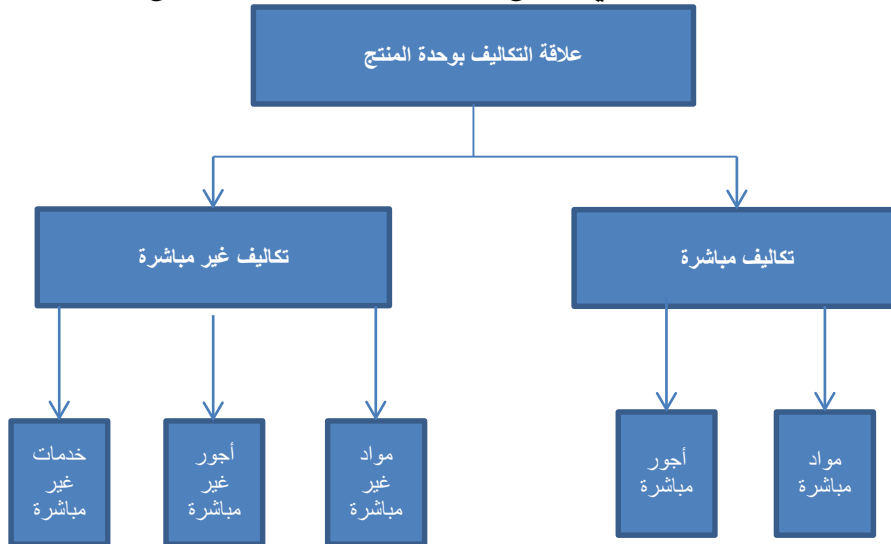 علاقة التكاليف بوحدة المنتج
تكاليف مباشرة
تكاليف غير مباشرة
مواد
مباشرة
أجور
مباشرة
مواد
غير
مباشرة
أجور
غير
مباشرة
خدمات
غير
مباشرة